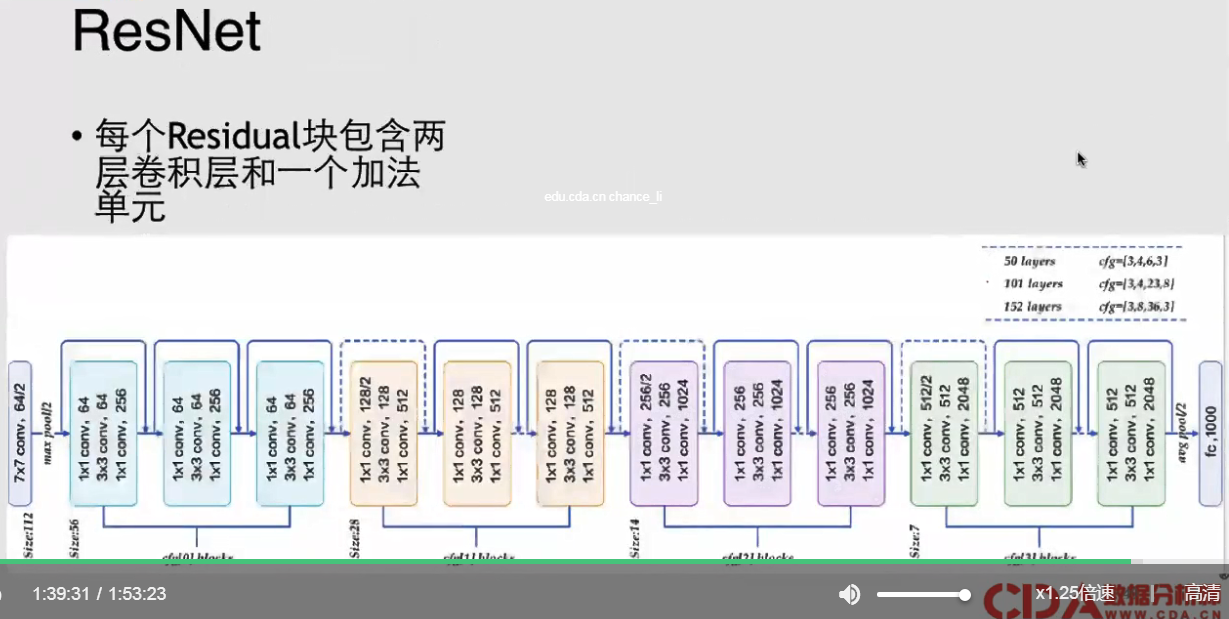 ResNet
• 每个Residual块包含两
层卷积层和一个加法
单元
edu.cda.cn chance_li
50 layers cfg=[3,4,6,3]
101 layers cfg=[3,4,23,8]
152 layers cfg=[3,8,36,3]
7x7 conv, 64/2
max pool/2
1x1 conv, 64
3x3 conv, 64
1x1 conv, 256
1x1 conv, 64
3x3 conv, 64
1x1 conv, 256
1x1 conv, 64
3x3 conv, 64
1x1 conv, 256
1x1 conv, 128/2
3x3 conv, 128
1x1 conv, 512
1x1 conv, 128
3x3 conv, 128
1x1 conv, 512
1x1 conv, 128
3x3 conv, 128
1x1 conv, 512
1x1 conv, 256/2
3x3 conv, 256
1x1 conv, 1024
1x1 conv, 256
3x3 conv, 256
1x1 conv, 1024
1x1 conv, 256
3x3 conv, 256
1x1 conv, 1024
1x1 conv, 512/2
3x3 conv, 512
1x1 conv, 2048
1x1 conv, 512
3x3 conv, 512
1x1 conv, 2048
1x1 conv, 512
3x3 conv, 512
1x1 conv, 2048
avg pool/2
fc ,1000
Size:112
Size:56
cfg[0] blocks
Size:28
cfg[1] blocks
Size:14
cfg[2] blocks
Size:7
cfg[3] blocks
1:39:31 / 1:53:23
x1.25倍速
高清
CDA 数据分析
WWW.CDA.CN